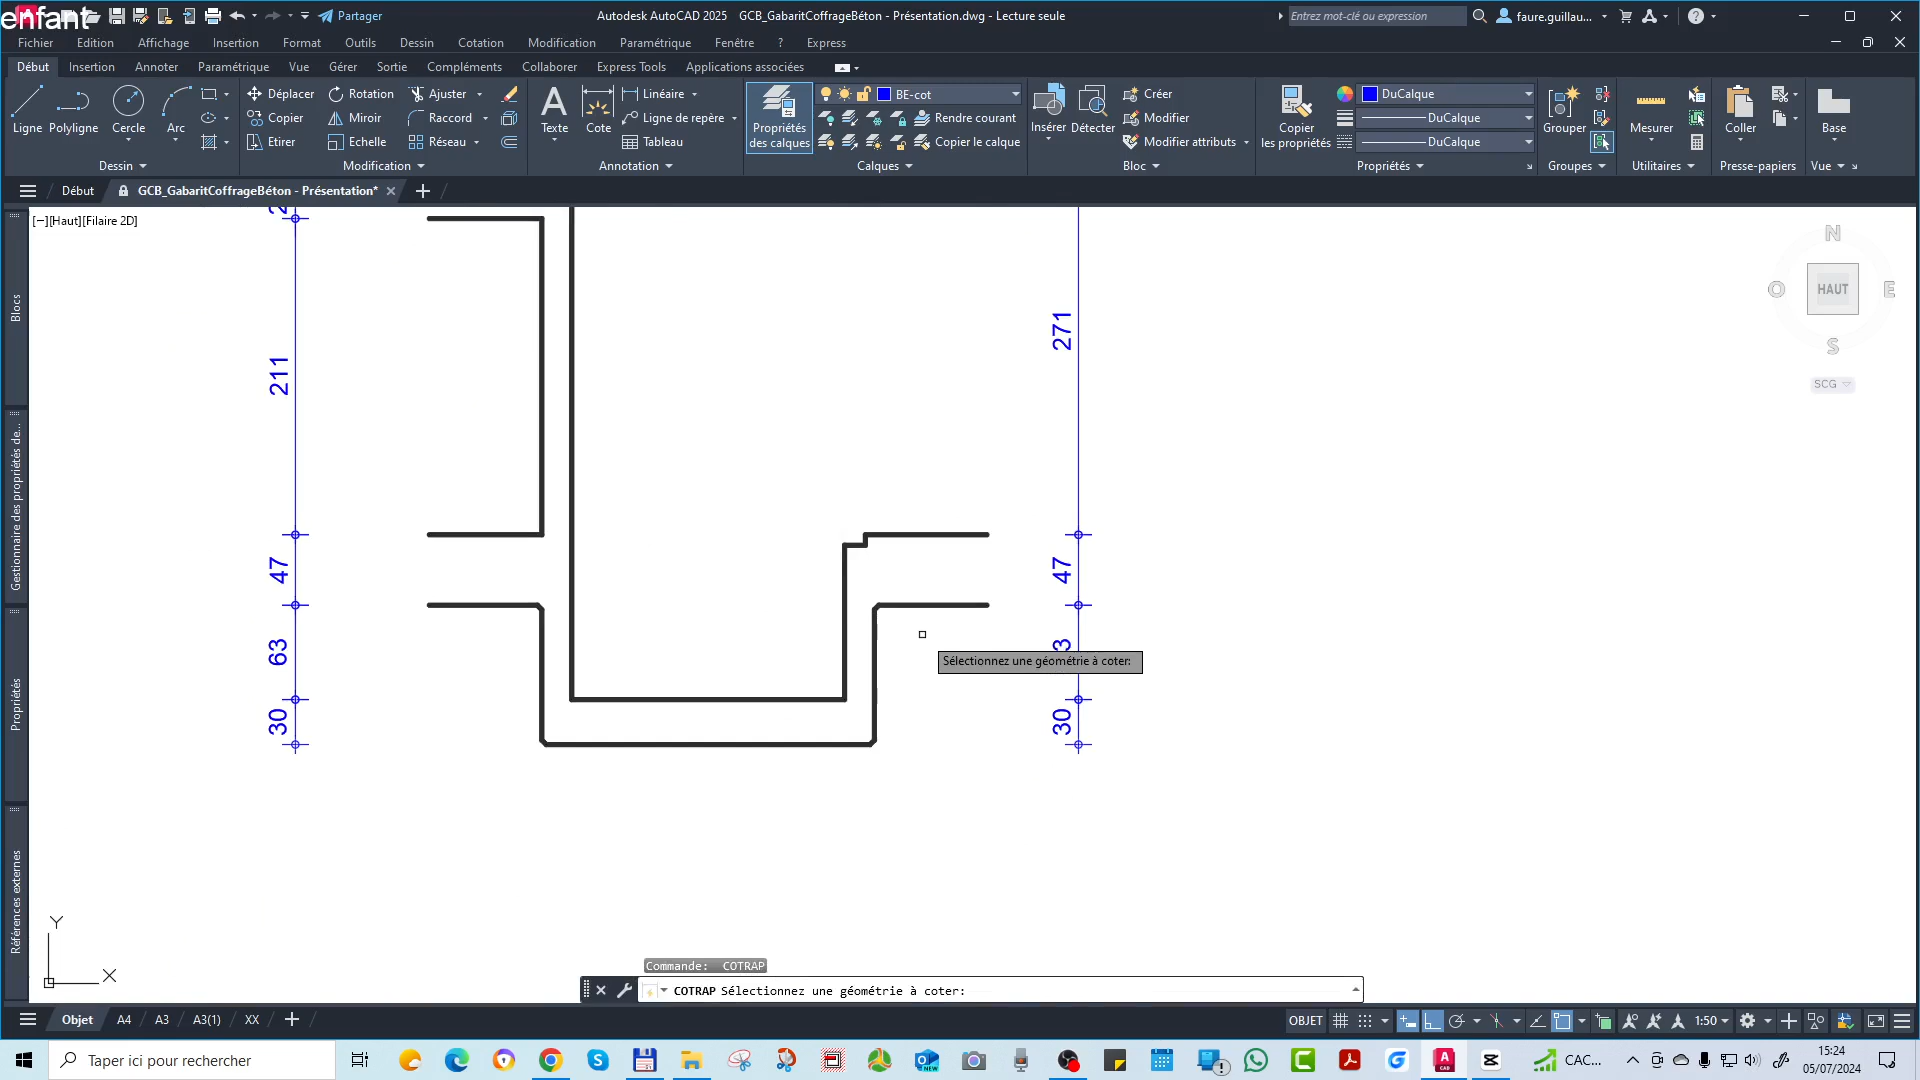 enfant
Partager
Autodesk AutoCAD 2025 GCB_GabaritCoffrageBéton - Présentation.dwg - Lecture seule
Entrez mot-clé ou expression
faure.guillau...
Fichier Edition Affichage Insertion Format Outils Dessin Cotation Modification Paramétrique Fenêtre ? Express
Début Insertion Annoter Paramétrique Vue Gérer Sortie Compléments Collaborer Express Tools Applications associées
Ligne Polyligne Cercle Arc
Déplacer Rotation Ajuster
Copier Miroir Raccord
Etirer Echelle Réseau
Texte Cote
Linéaire
Ligne de repère
Tableau
Propriétés
des calques
BE-cot
Rendre courant
Copier le calque
Insérer Détecter
Créer
Modifier
Modifier attributs
Copier
les propriétés
DuCalque
DuCalque
DuCalque
Grouper
Mesurer
Coller
Base
Dessin Modification Annotation Calques Bloc Propriétés Groupes Utilitaires Presse-papiers Vue
Début GCB_GabaritCoffrageBéton - Présentation*
[−][Haut][Filaire 2D]
Blocs
Gestionnaire des propriétés de...
Propriétés
Références externes
211
47
63
30
271
47
3
30
N
O HAUT E
S
SCG
Sélectionnez une géométrie à coter:
Y
X
Commande: COTRAP
COTRAP Sélectionnez une géométrie à coter:
Objet A4 A3 A3(1) XX
OBJET
1:50
Taper ici pour rechercher
CAC...
15:24
05/07/2024